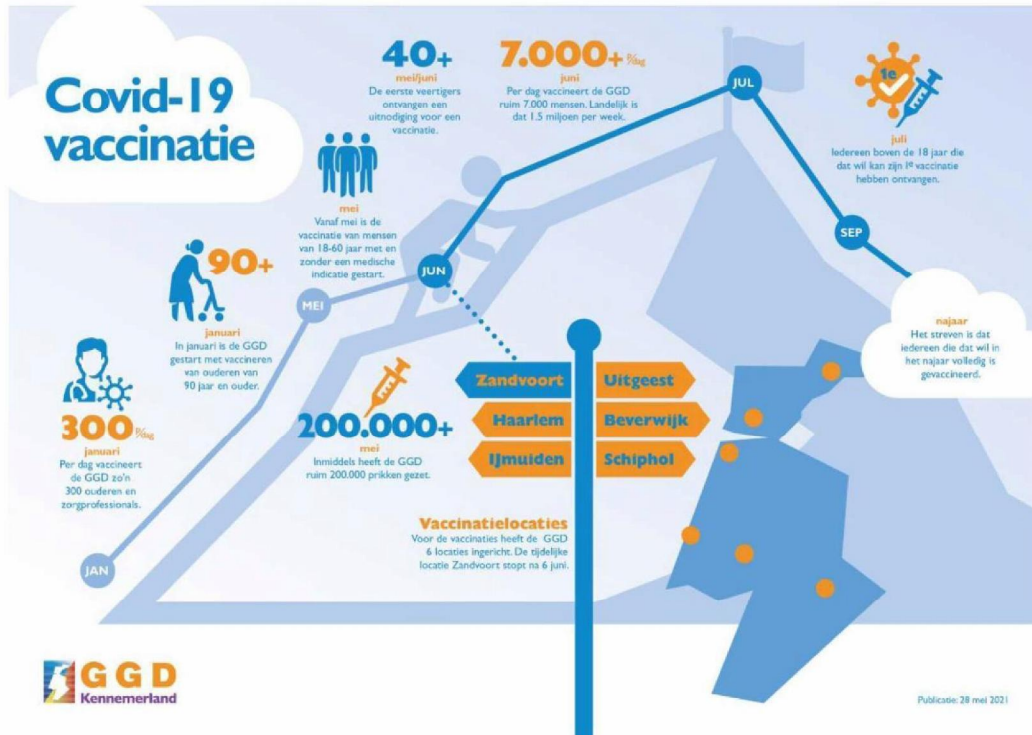 Covid-19
vaccinatie
40+
mei/juni
De eerste veertigers
ontvangen een
uitnodiging voor een
vaccinatie.
7.000+ P/dag
juni
Per dag vaccineert de GGD
ruim 7.000 mensen. Landelijk is
dat 1.5 miljoen per week.
JUL
1e
juli
Iedereen boven de 18 jaar die
dat wil kan zijn 1e vaccinatie
hebben ontvangen.
mei
Vanaf mei is de
vaccinatie van mensen
van 18-60 jaar met en
zonder een medische
indicatie gestart.
SEP
JUN
90+
januari
In januari is de GGD
gestart met vaccineren
van ouderen van
90 jaar en ouder.
MEI
najaar
Het streven is dat
iedereen die dat wil in
het najaar volledig is
gevaccineerd.
300 P/dag
januari
Per dag vaccineert
de GGD zo'n
300 ouderen en
zorgprofessionals.
200.000+
mei
Inmiddels heeft de GGD
ruim 200.000 prikken gezet.
Zandvoort
Uitgeest
Haarlem
Beverwijk
IJmuiden
Schiphol
Vaccinatielocaties
Voor de vaccinaties heeft de GGD
6 locaties ingericht. De tijdelijke
locatie Zandvoort stopt na 6 juni.
JAN
GGD
Kennemerland
Publicatie: 28 mei 2021